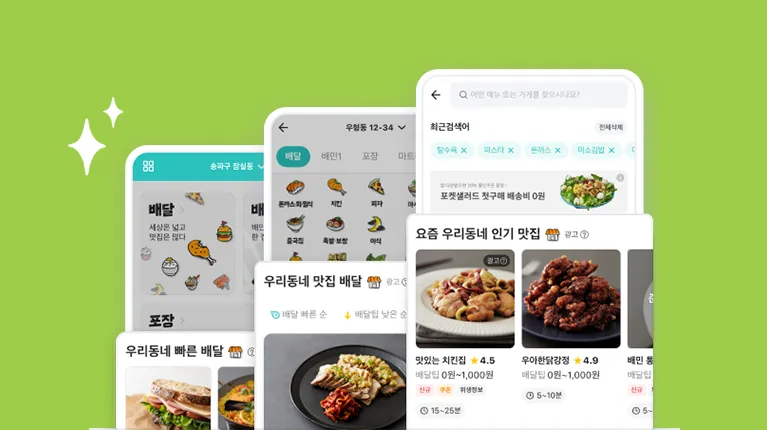 송파구 잠실동
배달
세상은 넓고
맛집은 많다
포장
우리동네 빠른 배달
우형동 12-34
배달 배민1 포장 마트
돈까스·회·일식 치킨 피자
중국집 족발·보쌈 야식
우리동네 맛집 배달 광고
배달 빠른 순 배달팁 낮은 순
어떤 메뉴 또는 가게를 찾으시나요?
최근검색어 전체삭제
탕수육 × 파스타 × 돈까스 × 미소김밥 ×
포켓샐러드 첫구매 배송비 0원
요즘 우리동네 인기 맛집 광고 ?
광고 ?
맛있는 치킨집 ★4.5
배달팁 0원~1,000원
신규 쿠폰 위생정보
15~25분
우아한닭강정 ★4.9
배달팁 0원~1,000원
5~10분
배민
배달팁
신규
5~